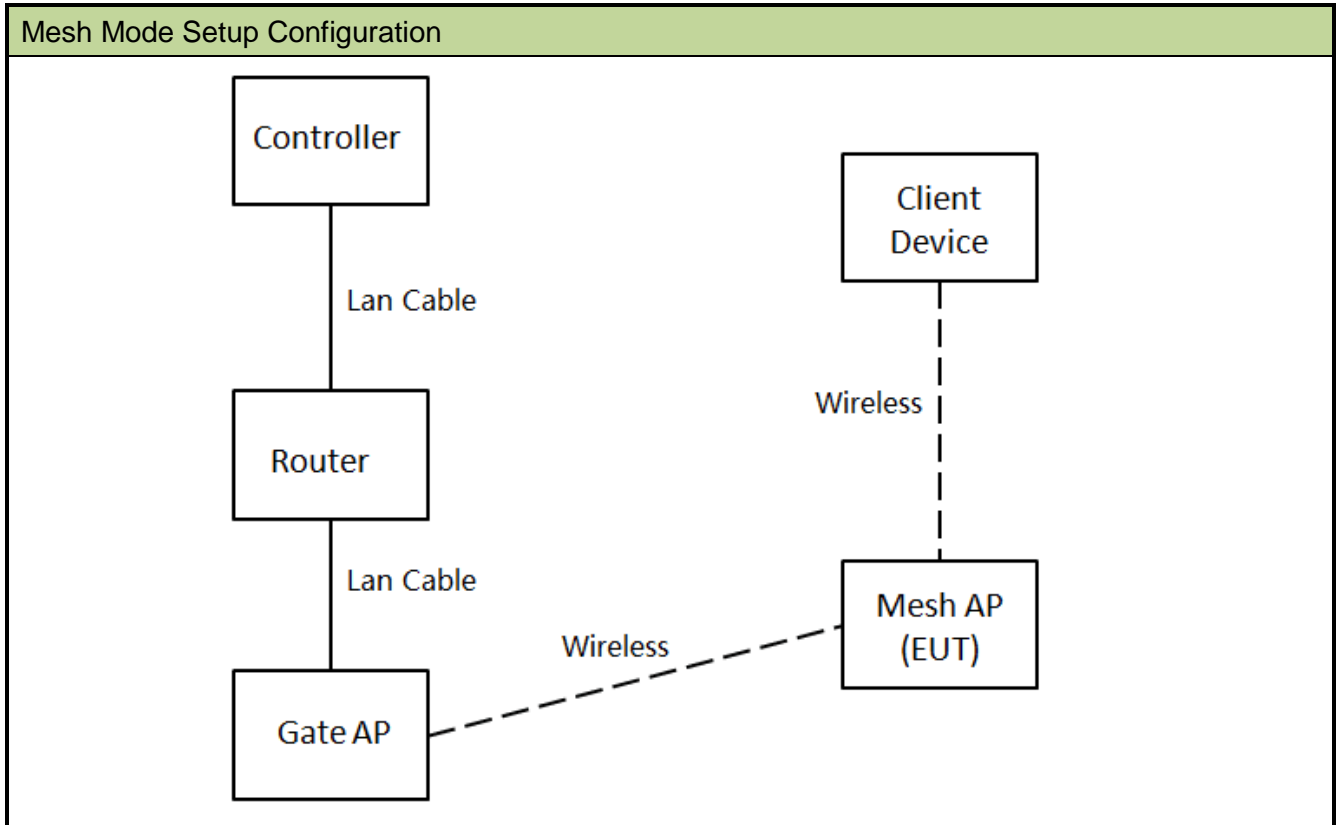 Mesh Mode Setup Configuration
Controller
Client
Device
Lan Cable
Wireless
Router
Lan Cable
Mesh AP
(EUT)
Wireless
Gate AP